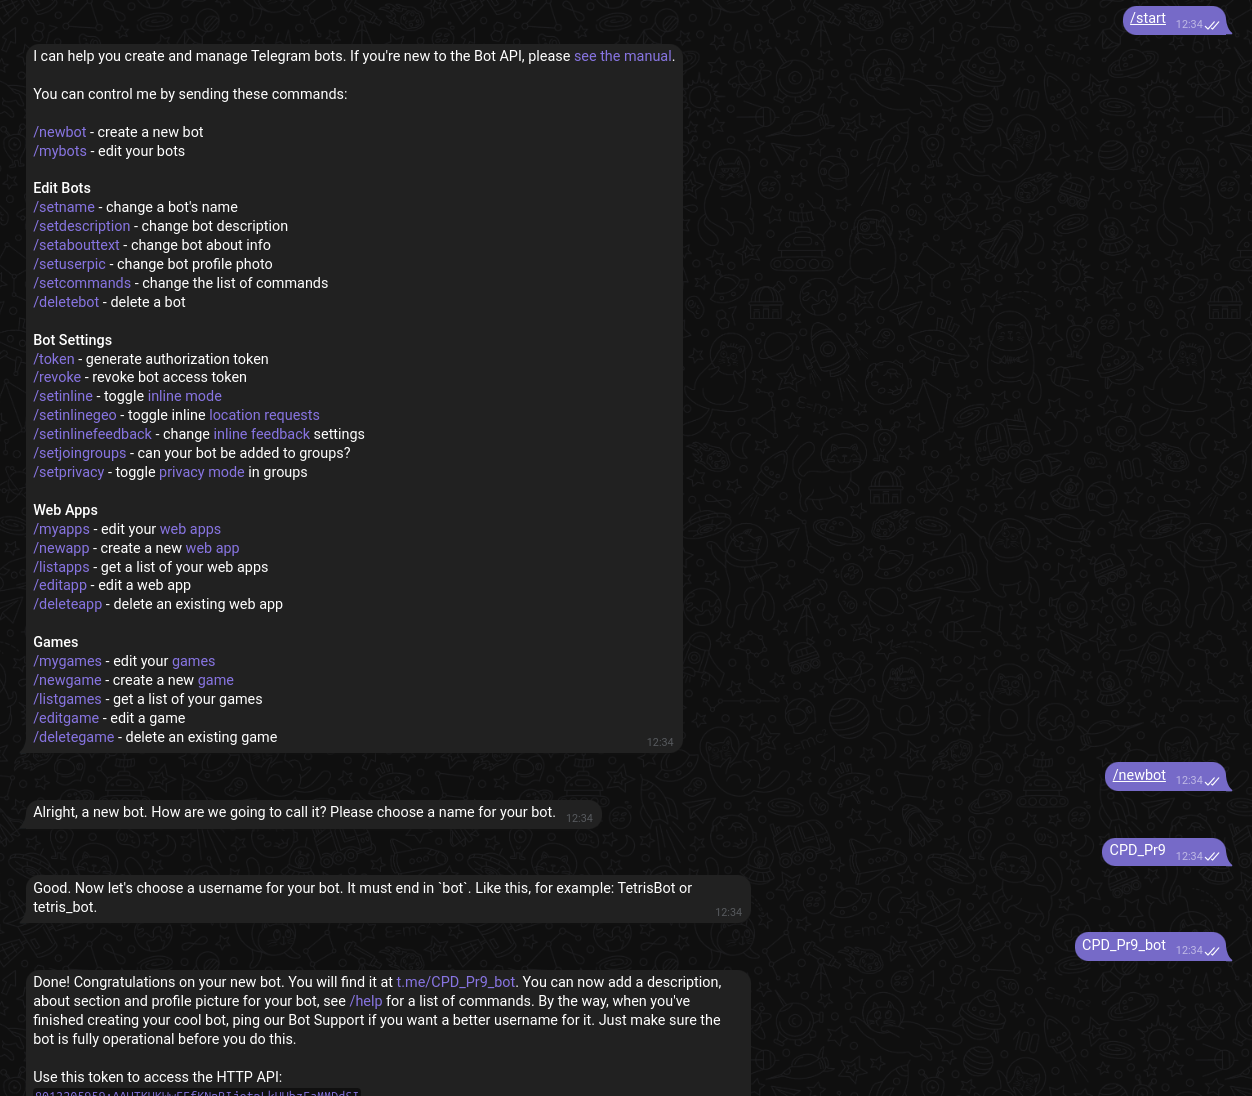 /start 12:34
I can help you create and manage Telegram bots. If you're new to the Bot API, please see the manual.
You can control me by sending these commands:
/newbot - create a new bot
/mybots - edit your bots
Edit Bots
/setname - change a bot's name
/setdescription - change bot description
/setabouttext - change bot about info
/setuserpic - change bot profile photo
/setcommands - change the list of commands
/deletebot - delete a bot
Bot Settings
/token - generate authorization token
/revoke - revoke bot access token
/setinline - toggle inline mode
/setinlinegeo - toggle inline location requests
/setinlinefeedback - change inline feedback settings
/setjoingroups - can your bot be added to groups?
/setprivacy - toggle privacy mode in groups
Web Apps
/myapps - edit your web apps
/newapp - create a new web app
/listapps - get a list of your web apps
/editapp - edit a web app
/deleteapp - delete an existing web app
Games
/mygames - edit your games
/newgame - create a new game
/listgames - get a list of your games
/editgame - edit a game
/deletegame - delete an existing game
12:34
/newbot 12:34
Alright, a new bot. How are we going to call it? Please choose a name for your bot. 12:34
CPD_Pr9 12:34
Good. Now let's choose a username for your bot. It must end in `bot`. Like this, for example: TetrisBot or
tetris_bot. 12:34
CPD_Pr9_bot 12:34
Done! Congratulations on your new bot. You will find it at t.me/CPD_Pr9_bot. You can now add a description,
about section and profile picture for your bot, see /help for a list of commands. By the way, when you've
finished creating your cool bot, ping our Bot Support if you want a better username for it. Just make sure the
bot is fully operational before you do this.
Use this token to access the HTTP API: